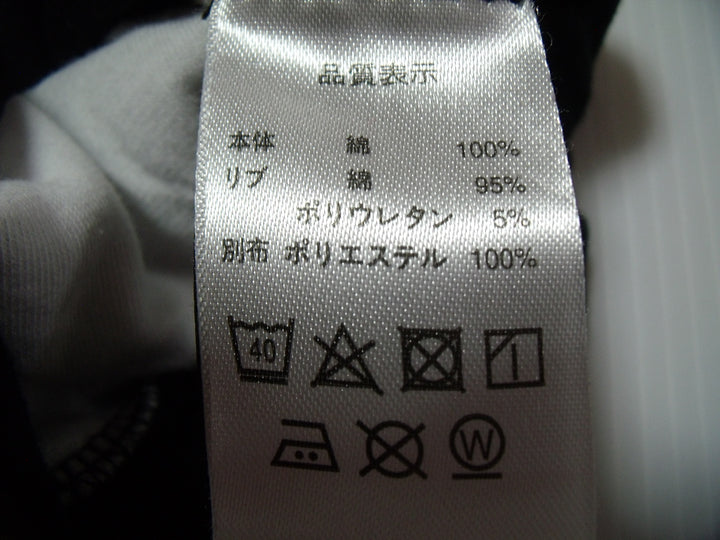 品質表示
本体 綿 100%
リブ 綿 95%
ポリウレタン 5%
別布 ポリエステル 100%
40
W